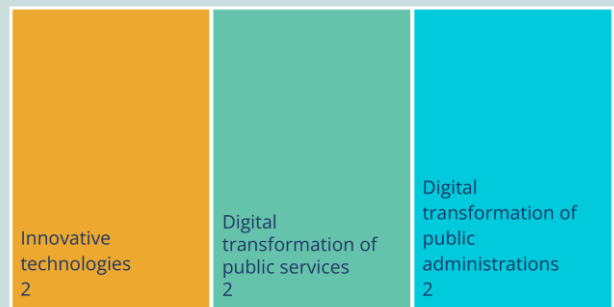 Innovative
technologies
2
Digital
transformation of
public services
2
Digital
transformation of
public
administrations
2